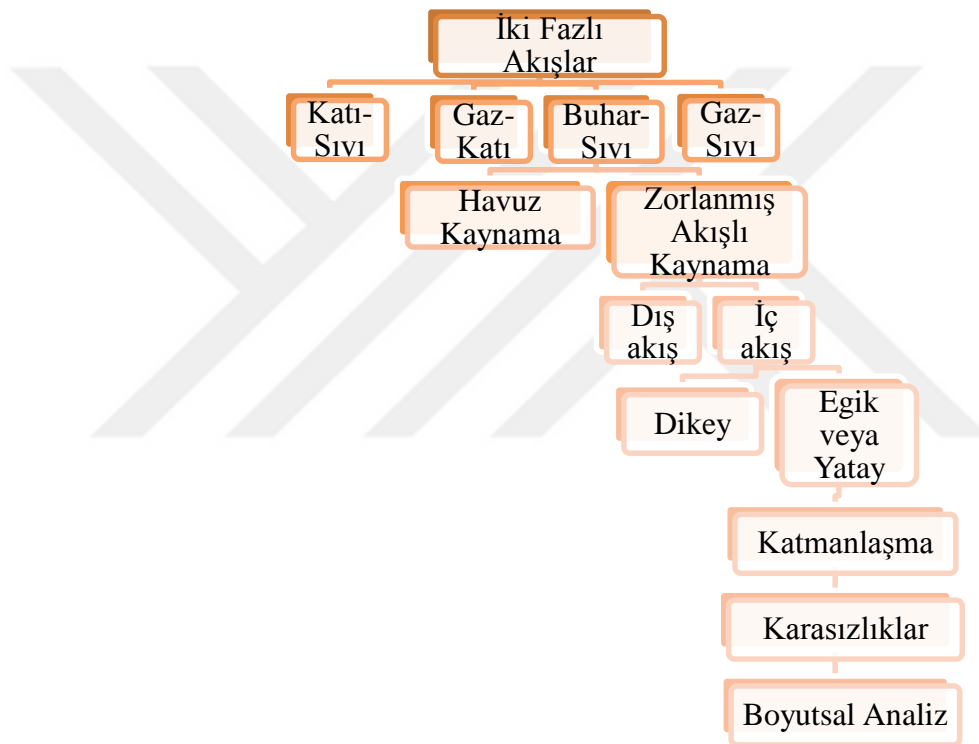 İki Fazlı
Akışlar
Katı-
Sıvı
Gaz-
Katı
Buhar-
Sıvı
Gaz-
Sıvı
Havuz
Kaynama
Zorlanmış
Akışlı
Kaynama
Dış
akış
İç
akış
Dikey
Egik
veya
Yatay
Katmanlaşma
Karasızlıklar
Boyutsal Analiz